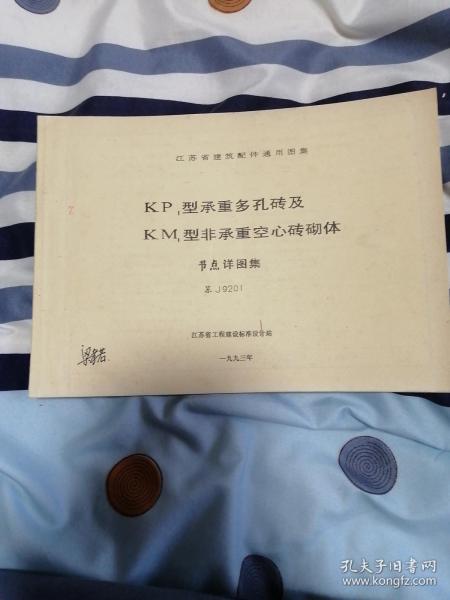 江苏省建筑配件通用图集
KP₁型承重多孔砖及
KM₁型非承重空心砖砌体
节点详图集
苏J9201
江苏省工程建设标准设计站
一九九三年
孔夫子旧书网
www.kongfz.com